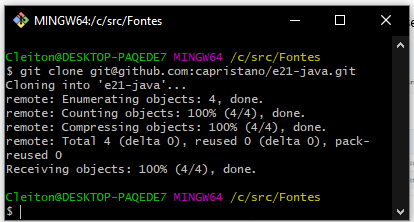 MINGW64:/c/src/Fontes
Cleiton@DESKTOP-PAQEDE7 MINGW64 /c/src/Fontes
$ git clone git@github.com:capristano/e21-java.git
Cloning into 'e21-java'...
remote: Enumerating objects: 4, done.
remote: Counting objects: 100% (4/4), done.
remote: Compressing objects: 100% (4/4), done.
remote: Total 4 (delta 0), reused 0 (delta 0), pack-
reused 0
Receiving objects: 100% (4/4), done.
Cleiton@DESKTOP-PAQEDE7 MINGW64 /c/src/Fontes
$